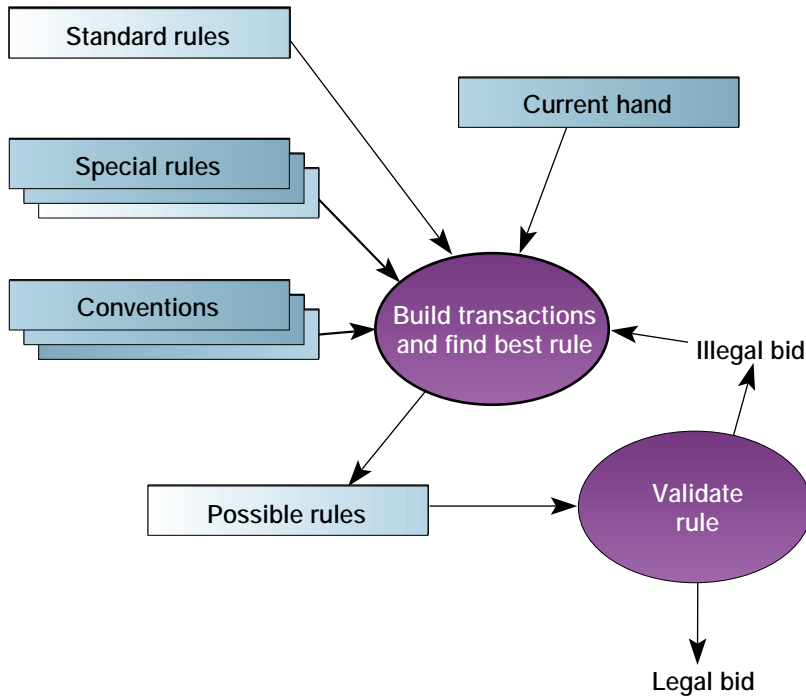 Standard rules
Current hand
Special rules
Conventions
Build transactions
and find best rule
Illegal bid
Possible rules
Validate
rule
Legal bid